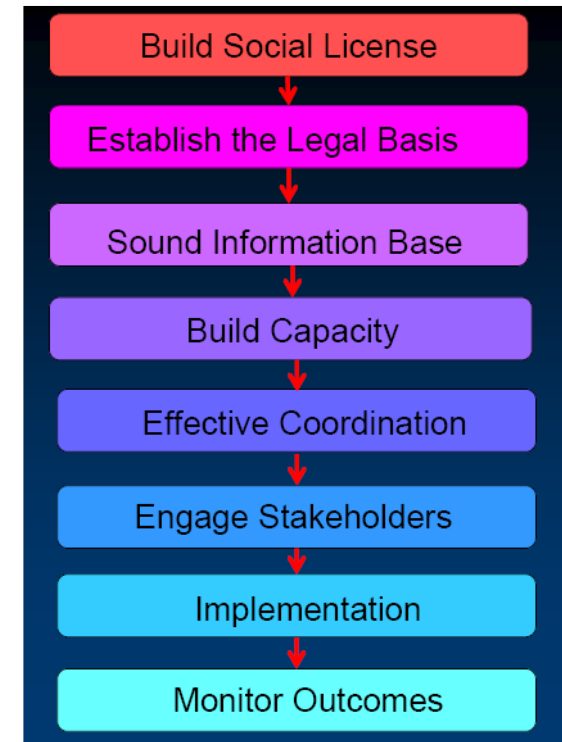 Build Social License
Establish the Legal Basis
Sound Information Base
Build Capacity
Effective Coordination
Engage Stakeholders
Implementation
Monitor Outcomes